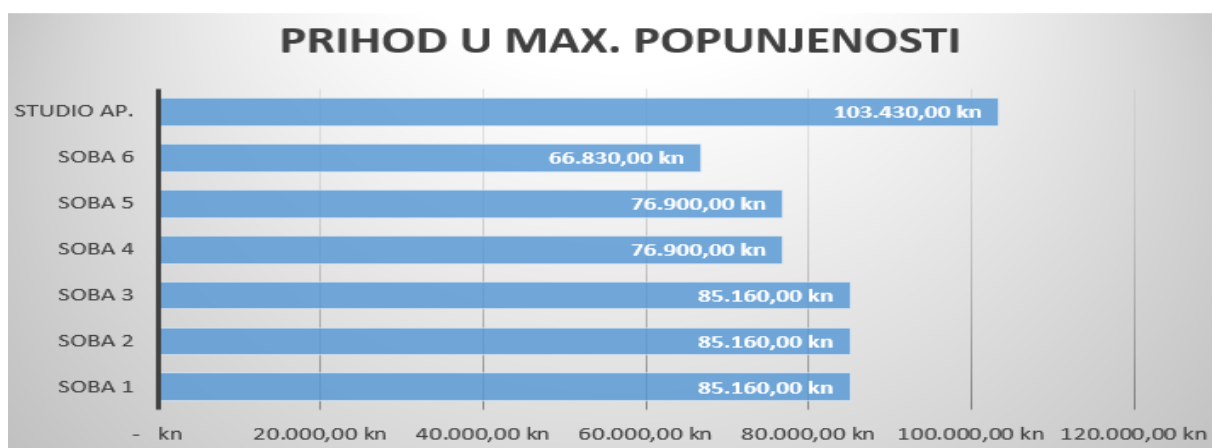 PRIHOD U MAX. POPUNJENOSTI
STUDIO AP. 103.430,00 kn
SOBA 6 66.830,00 kn
SOBA 5 76.900,00 kn
SOBA 4 76.900,00 kn
SOBA 3 85.160,00 kn
SOBA 2 85.160,00 kn
SOBA 1 85.160,00 kn
- kn 20.000,00 kn 40.000,00 kn 60.000,00 kn 80.000,00 kn 100.000,00 kn 120.000,00 kn